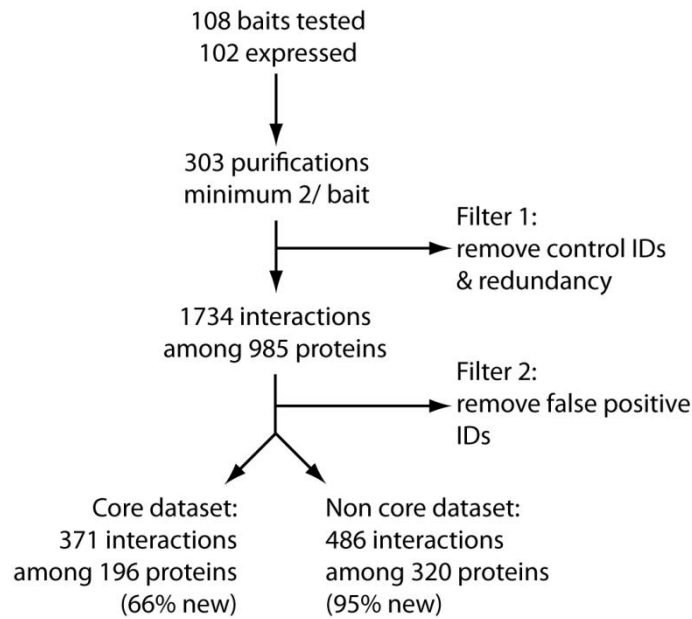 108 baits tested
102 expressed
303 purifications
minimum 2/ bait
Filter 1:
remove control IDs
& redundancy
1734 interactions
among 985 proteins
Filter 2:
remove false positive
IDs
Core dataset:
371 interactions
among 196 proteins
(66% new)
Non core dataset:
486 interactions
among 320 proteins
(95% new)